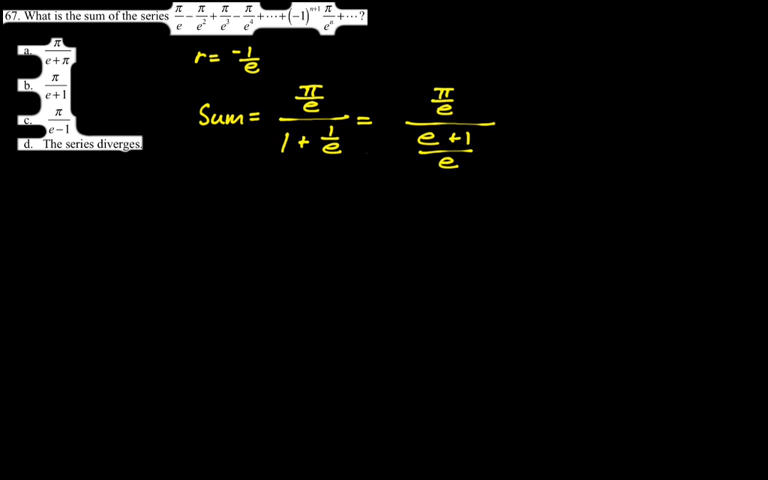 67. What is the sum of the series π/e − π/e² + π/e³ − π/e⁴ + ⋯ + (−1)ⁿ⁺¹ π/eⁿ + ⋯?
a. π/(e+π)
b. π/(e+1)
c. π/(e−1)
d. The series diverges.
r = -1/e
Sum = (π/e)/(1 + 1/e) = (π/e)/((e+1)/e)